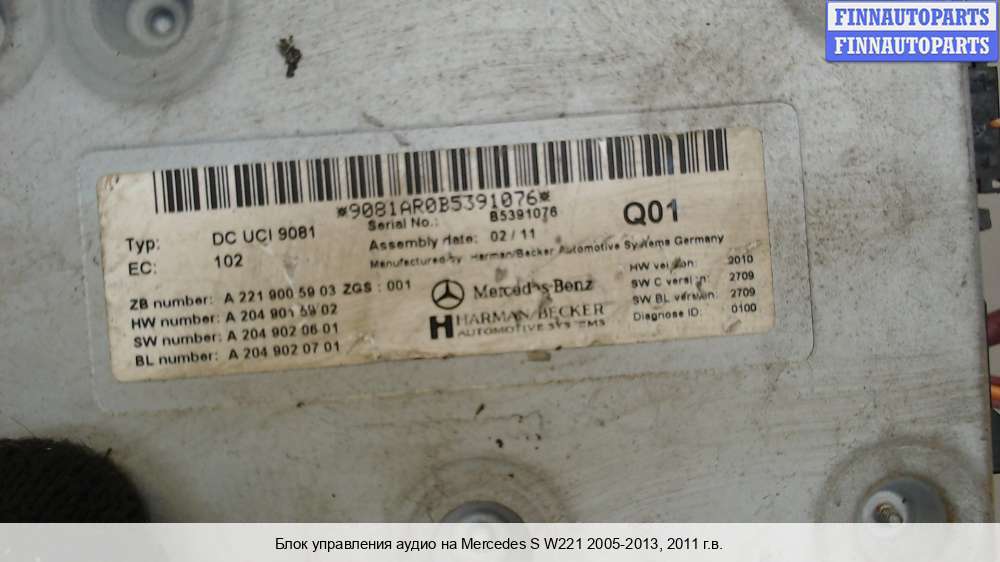 FINNAUTOPARTS
FINNAUTOPARTS
*9081AR0B5391076*
Typ: DC UCI 9081
EC: 102
Serial No.: B5391076
Assembly date: 02/11
Manufactured by Harman/Becker Automotive Systems Germany
Q01
ZB number: A 221 900 59 03 ZGS : 001
HW number: A 204 901 59 02
SW number: A 204 902 06 01
BL number: A 204 902 07 01
Mercedes-Benz
HARMAN/BECKER
AUTOMOTIVE SYSTEMS
HW version: 2010
SW C version: 2709
SW BL version: 2709
Diagnose ID: 0100
Блок управления аудио на Mercedes S W221 2005-2013, 2011 г.в.